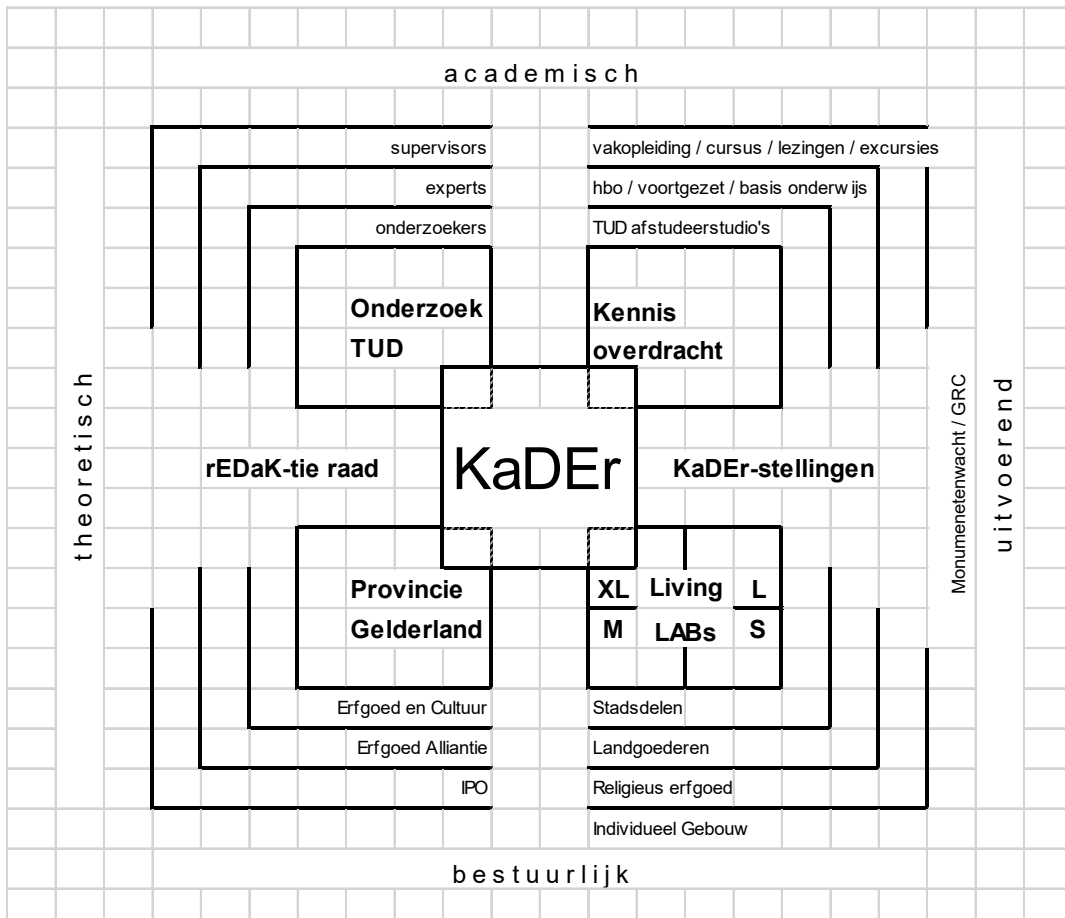 academisch
supervisors
experts
onderzoekers
vakopleiding / cursus / lezingen / excursies
hbo / voortgezet / basis onderwijs
TUD afstudeerstudio's
Onderzoek
TUD
Kennis
overdracht
theoretisch
rEDaK-tie raad
KaDEr
KaDEr-stellingen
Monumenetenwacht / GRC
uitvoerend
Provincie
Gelderland
XL Living L
M LABs S
Erfgoed en Cultuur
Erfgoed Alliantie
IPO
Stadsdelen
Landgoederen
Religieus erfgoed
Individueel Gebouw
bestuurlijk